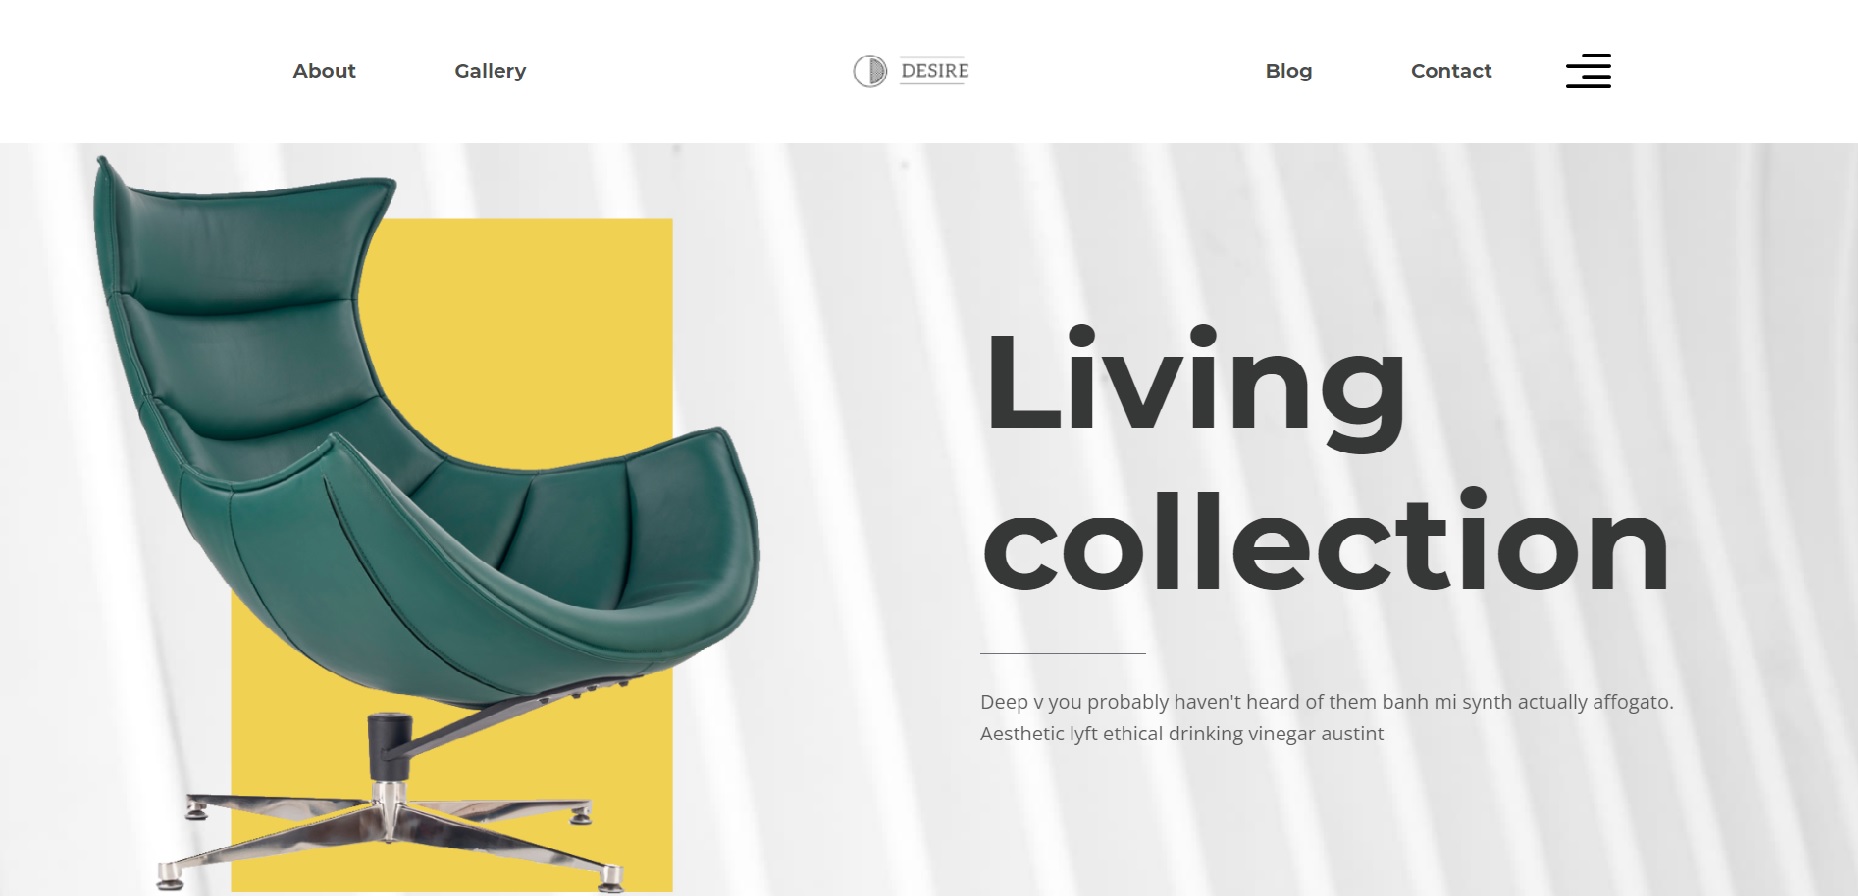 About
Gallery
DESIRE
Blog
Contact
Living
collection
Deep v you probably haven't heard of them banh mi synth actually affogato.
Aesthetic lyft ethical drinking vinegar austint